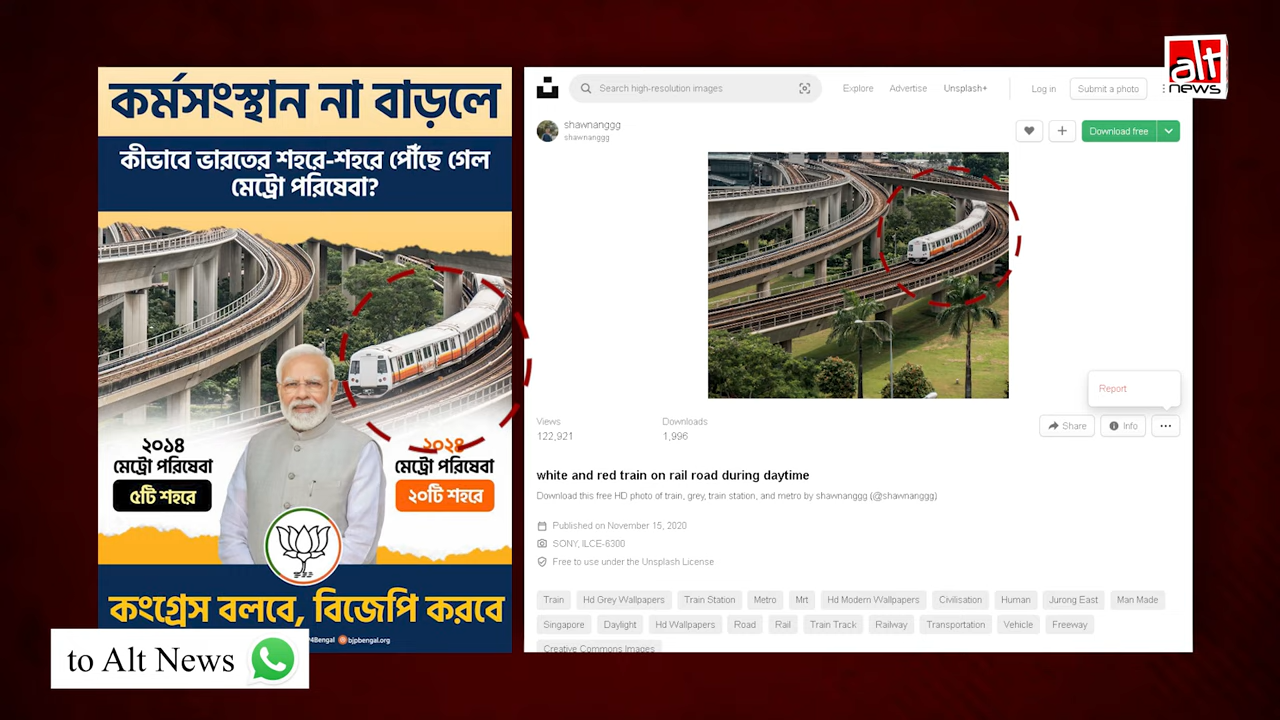 কর্মসংস্থান না বাড়লে
কীভাবে ভারতের শহরে-শহরে পৌঁছে গেল
মেট্রো পরিষেবা?
২০১৪
মেট্রো পরিষেবা
৫টি শহরে
২০২৪
মেট্রো পরিষেবা
২০টি শহরে
কংগ্রেস বলবে, বিজেপি করবে
4Bengal bjpbengal.org
to Alt News
alt
news
Search high-resolution images
Explore Advertise Unsplash+ Log in Submit a photo
shawnanggg
shawnanggg
Download free
Report
Views Downloads
122,921 1,996
Share Info
white and red train on rail road during daytime
Download this free HD photo of train, grey, train station, and metro by shawnanggg (@shawnanggg)
Published on November 15, 2020
SONY, ILCE-6300
Free to use under the Unsplash License
Train Hd Grey Wallpapers Train Station Metro Mrt Hd Modern Wallpapers Civilisation Human Jurong East Man Made
Singapore Daylight Hd Wallpapers Road Rail Train Track Railway Transportation Vehicle Freeway
Creative Commons Images